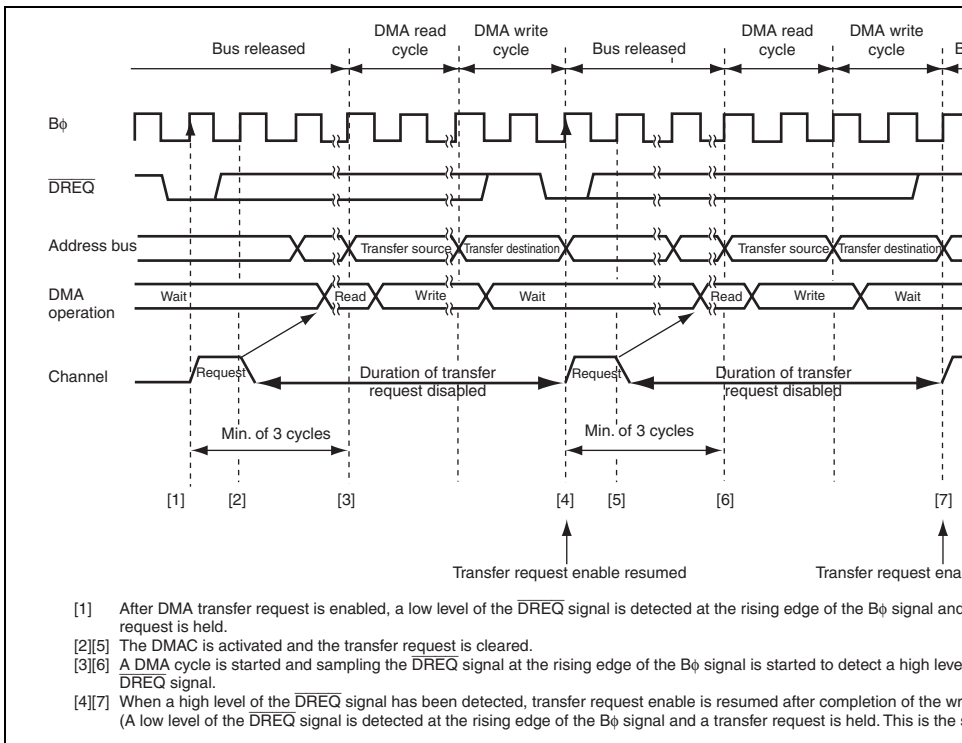 Bus released
DMA read cycle
DMA write cycle
Bus released
DMA read cycle
DMA write cycle
B
Bφ
DREQ
Address bus
Transfer source
Transfer destination
Transfer source
Transfer destination
DMA operation
Wait
Read
Write
Wait
Read
Write
Wait
Channel
Request
Duration of transfer request disabled
Request
Duration of transfer request disabled
Min. of 3 cycles
Min. of 3 cycles
[1]
[2]
[3]
[4]
[5]
[6]
[7]
Transfer request enable resumed
Transfer request ena
[1] After DMA transfer request is enabled, a low level of the DREQ signal is detected at the rising edge of the Bφ signal and
request is held.
[2][5] The DMAC is activated and the transfer request is cleared.
[3][6] A DMA cycle is started and sampling the DREQ signal at the rising edge of the Bφ signal is started to detect a high leve
DREQ signal.
[4][7] When a high level of the DREQ signal has been detected, transfer request enable is resumed after completion of the wr
(A low level of the DREQ signal is detected at the rising edge of the Bφ signal and a transfer request is held. This is the s